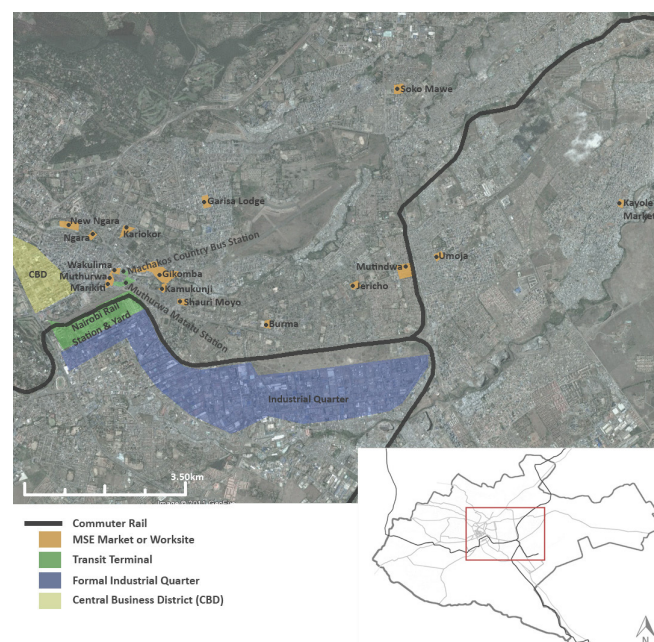 Soko Mawe
Garisa Lodge
Kayole
Market
New Ngara
Ngara
Kariokor
Machakos Country Bus Station
Umoja
Mutindwa
Wakulima
Muthurwa
Marikiti
Gikomba
Kamukunji
Jericho
CBD
Shauri Moyo
Muthurwa Matatu Station
Burma
Nairobi Rail
Station & Yard
Industrial Quarter
3.50km
Commuter Rail
MSE Market or Worksite
Transit Terminal
Formal Industrial Quarter
Central Business District (CBD)
N